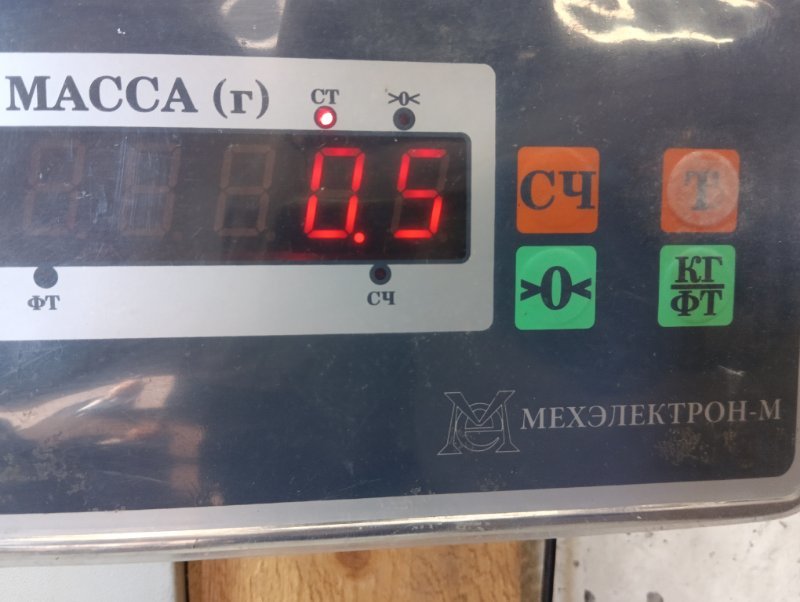 МАССА (г)
СТ
>0<
0.5
ФТ
СЧ
СЧ
Т
>0<
КГ
ФТ
МЕХЭЛЕКТРОН-М